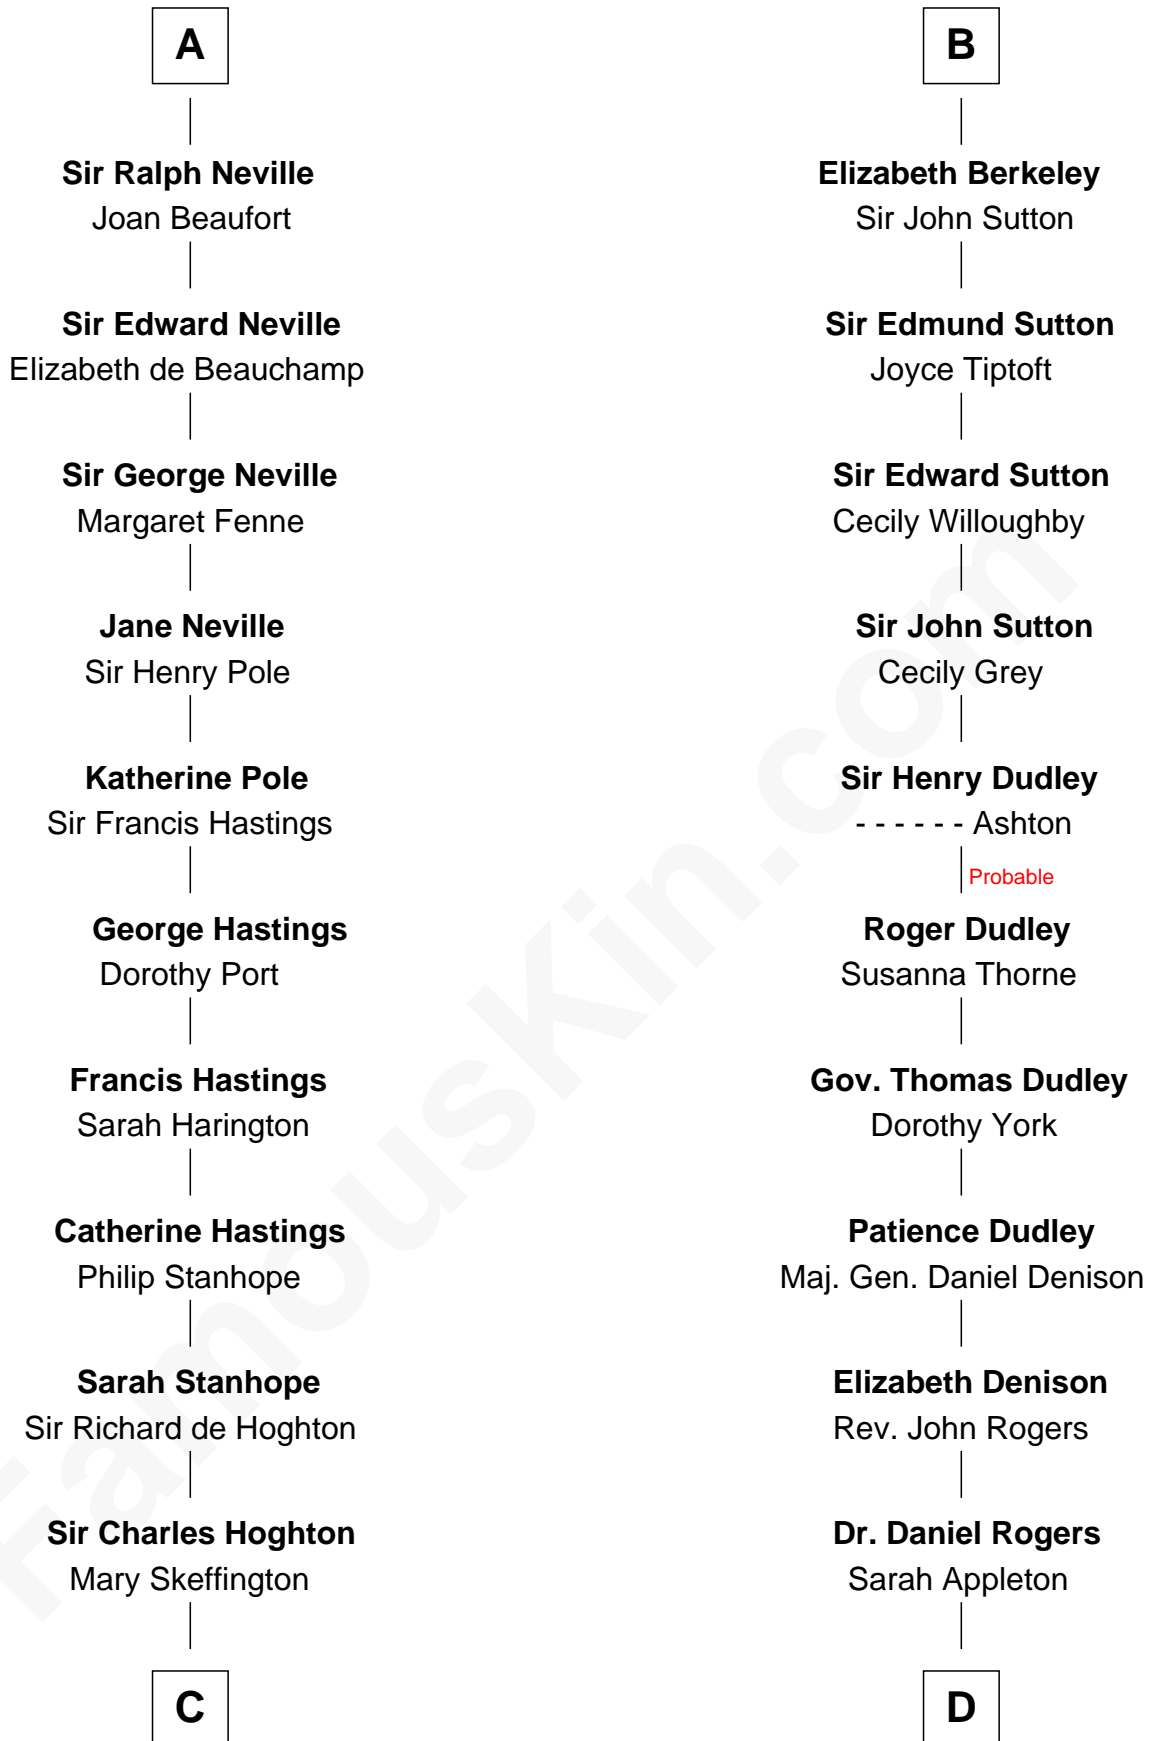 A
Sir Ralph Neville
Joan Beaufort
Sir Edward Neville
Elizabeth de Beauchamp
Sir George Neville
Margaret Fenne
Jane Neville
Sir Henry Pole
Katherine Pole
Sir Francis Hastings
George Hastings
Dorothy Port
Francis Hastings
Sarah Harington
Catherine Hastings
Philip Stanhope
Sarah Stanhope
Sir Richard de Hoghton
Sir Charles Hoghton
Mary Skeffington
C
B
Elizabeth Berkeley
Sir John Sutton
Sir Edmund Sutton
Joyce Tiptoft
Sir Edward Sutton
Cecily Willoughby
Sir John Sutton
Cecily Grey
Sir Henry Dudley
- - - - - - Ashton
Probable
Roger Dudley
Susanna Thorne
Gov. Thomas Dudley
Dorothy York
Patience Dudley
Maj. Gen. Daniel Denison
Elizabeth Denison
Rev. John Rogers
Dr. Daniel Rogers
Sarah Appleton
D
FamousKin.com